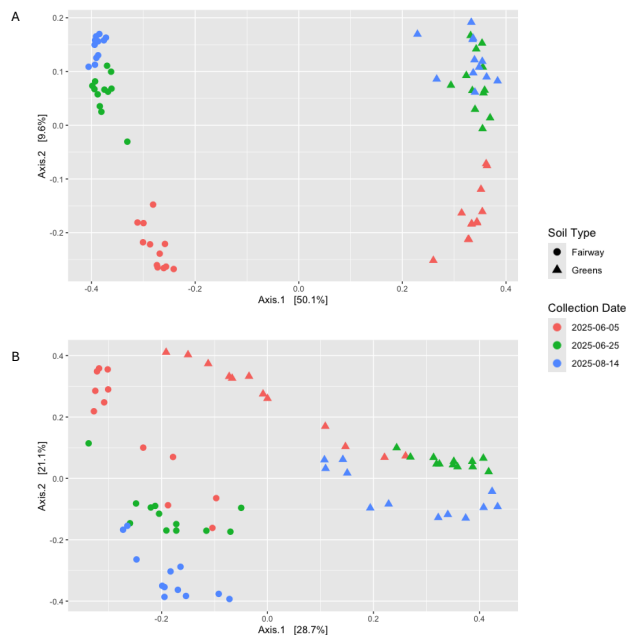 A
0.2
0.1
0.0
-0.1
-0.2
Axis.2 [9.6%]
-0.4
-0.2
0.0
0.2
0.4
Axis.1 [50.1%]
Soil Type
Fairway
Greens
Collection Date
2025-06-05
2025-06-25
2025-08-14
B
0.4
0.2
0.0
-0.2
-0.4
Axis.2 [21.1%]
-0.2
0.0
0.2
0.4
Axis.1 [28.7%]